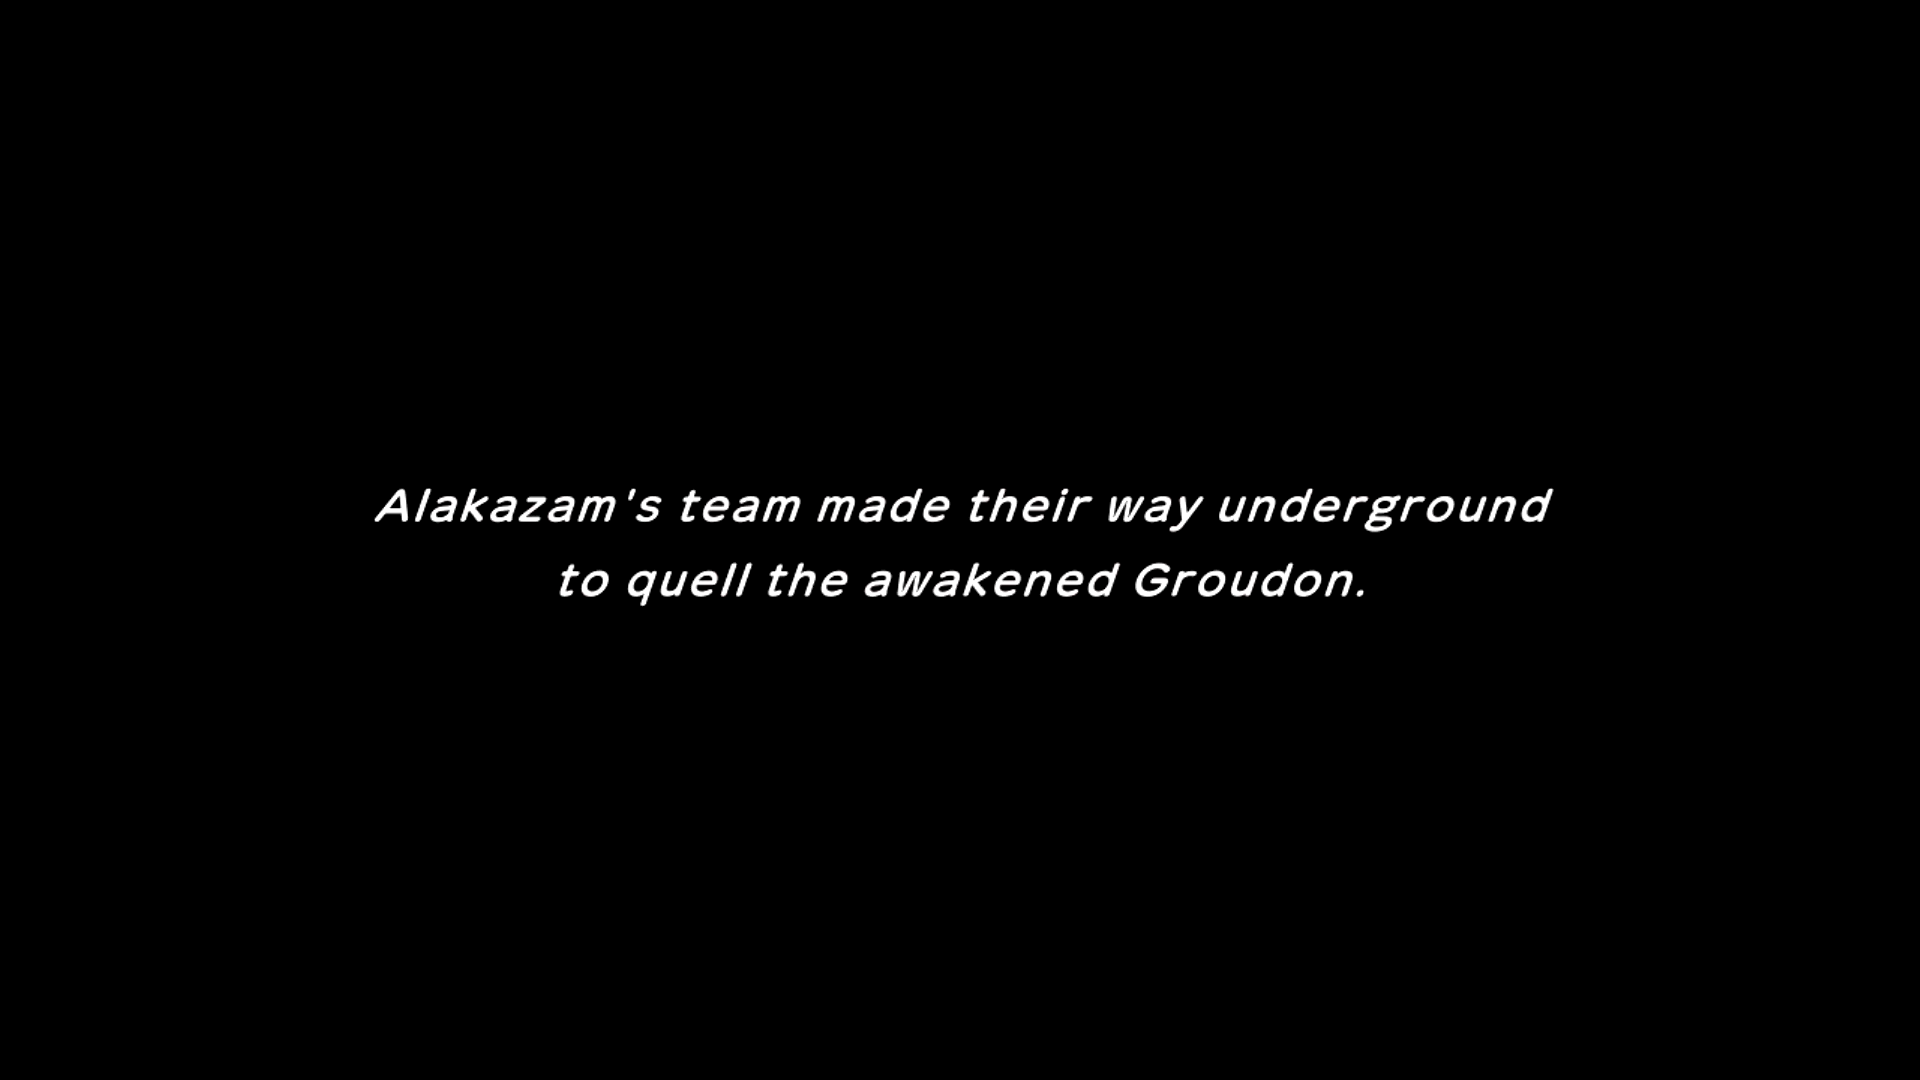 Alakazam's team made their way underground
to quell the awakened Groudon.